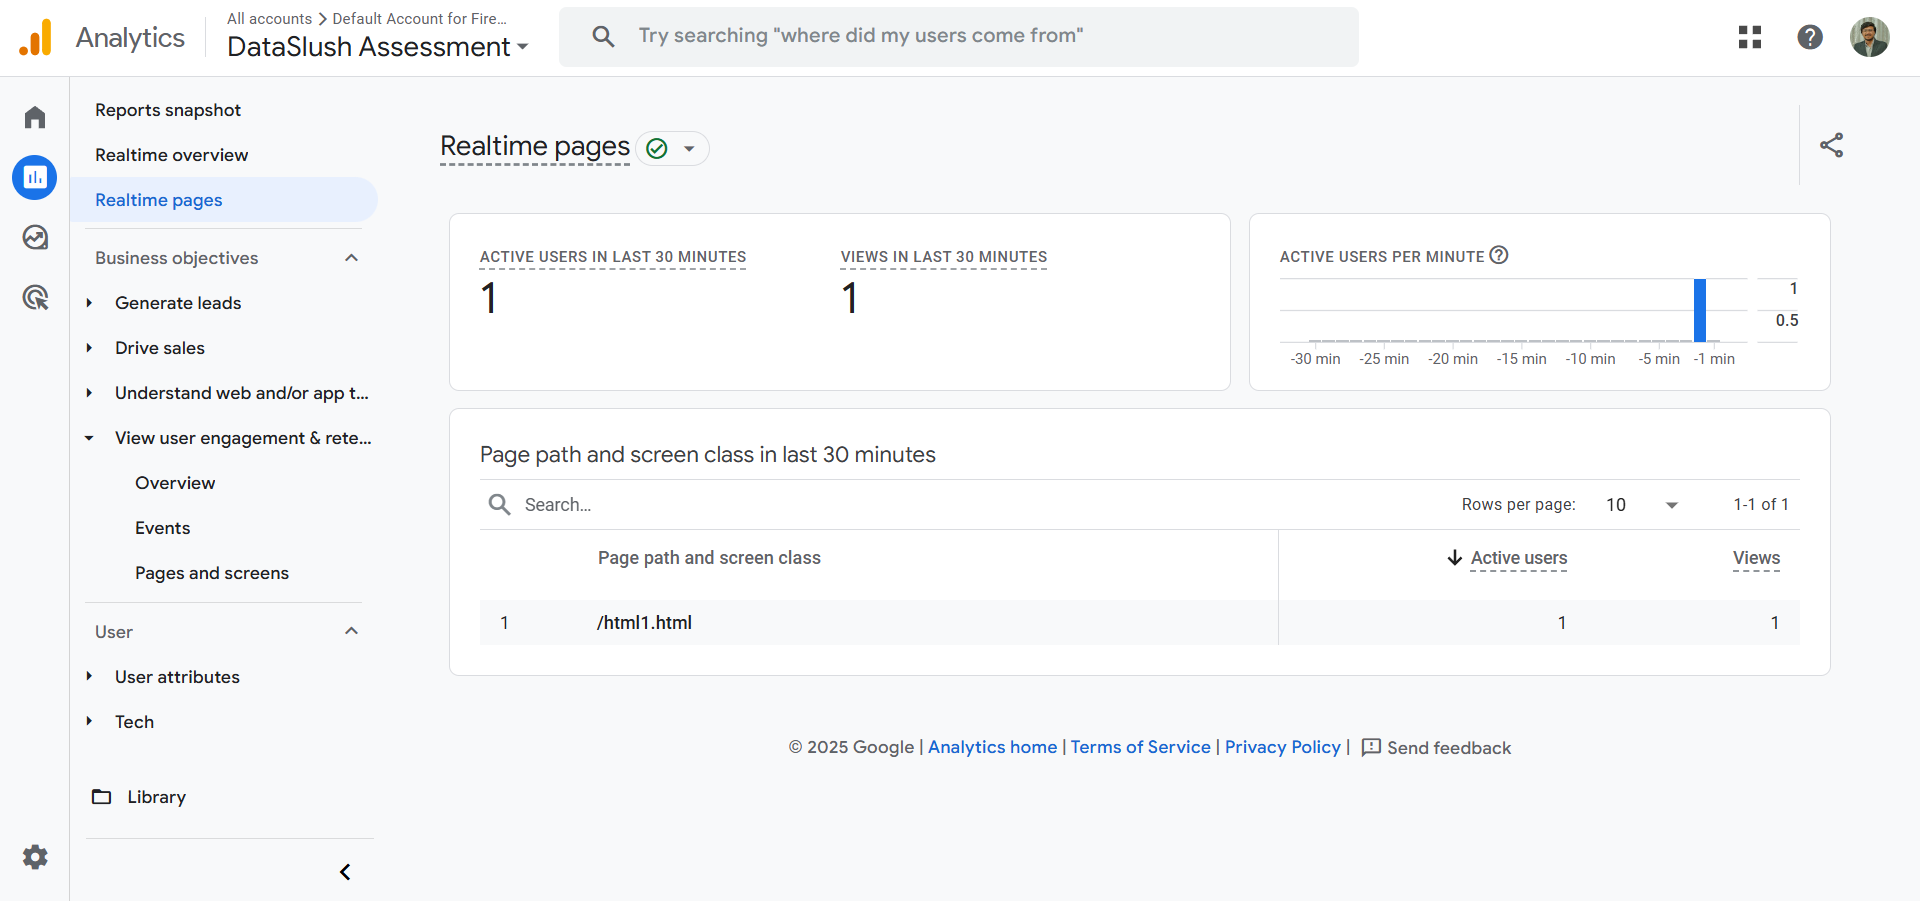 Analytics
All accounts > Default Account for Fire...
DataSlush Assessment
Try searching "where did my users come from"
Reports snapshot
Realtime overview
Realtime pages
Business objectives
Generate leads
Drive sales
Understand web and/or app t...
View user engagement & rete...
Overview
Events
Pages and screens
User
User attributes
Tech
Library
Realtime pages
ACTIVE USERS IN LAST 30 MINUTES
1
VIEWS IN LAST 30 MINUTES
1
ACTIVE USERS PER MINUTE
1
0.5
-30 min -25 min -20 min -15 min -10 min -5 min -1 min
Page path and screen class in last 30 minutes
Search...
Rows per page: 10 1-1 of 1
Page path and screen class Active users Views
1 /html1.html 1 1
© 2025 Google | Analytics home | Terms of Service | Privacy Policy | Send feedback